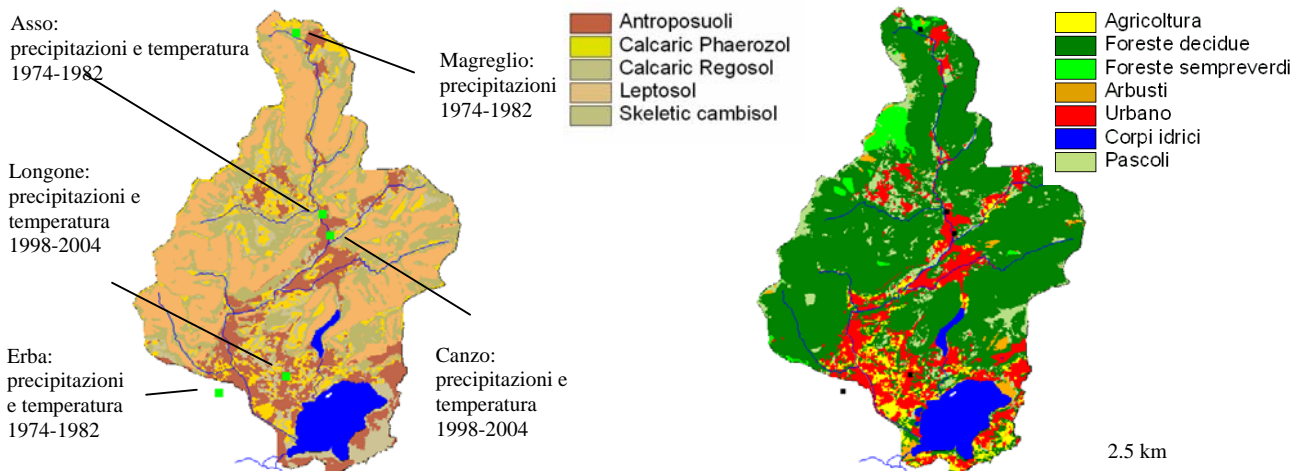 Asso:
precipitazioni e temperatura
1974-1982
Magreglio:
precipitazioni
1974-1982
Longone:
precipitazioni e
temperatura
1998-2004
Erba:
precipitazioni
e temperatura
1974-1982
Canzo:
precipitazioni e
temperatura
1998-2004
Antroposuoli
Calcaric Phaerozol
Calcaric Regosol
Leptosol
Skeletic cambisol
Agricoltura
Foreste decidue
Foreste sempreverdi
Arbusti
Urbano
Corpi idrici
Pascoli
2.5 km